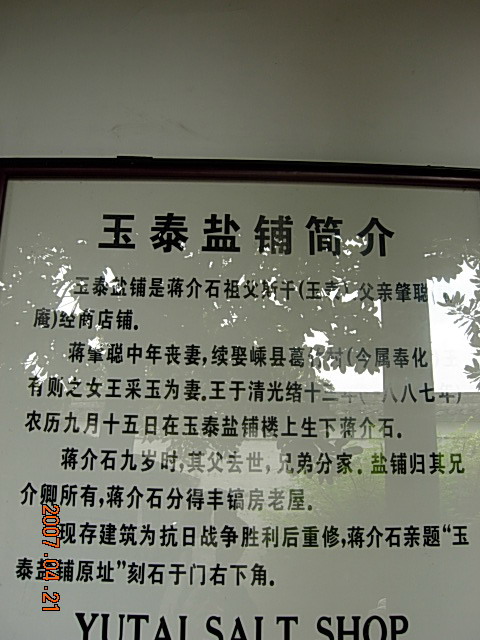 玉泰盐铺简介
玉泰盐铺是蒋介石祖父斯千(玉泰)父亲肇聪
庵)经商店铺.
蒋肇聪中年丧妻,续娶嵊县葛 村(今属奉化
有则之女王采玉为妻.王于清光绪十三年(一八八七年)
农历九月十五日在玉泰盐铺楼上生下蒋介石.
蒋介石九岁时,其父去世,兄弟分家.盐铺归其兄
介卿所有,蒋介石分得丰镐房老屋.
现存建筑为抗日战争胜利后重修,蒋介石亲题“玉
泰盐铺原址”刻石于门右下角.
YUTAI SALT SHOP
2007.04.21